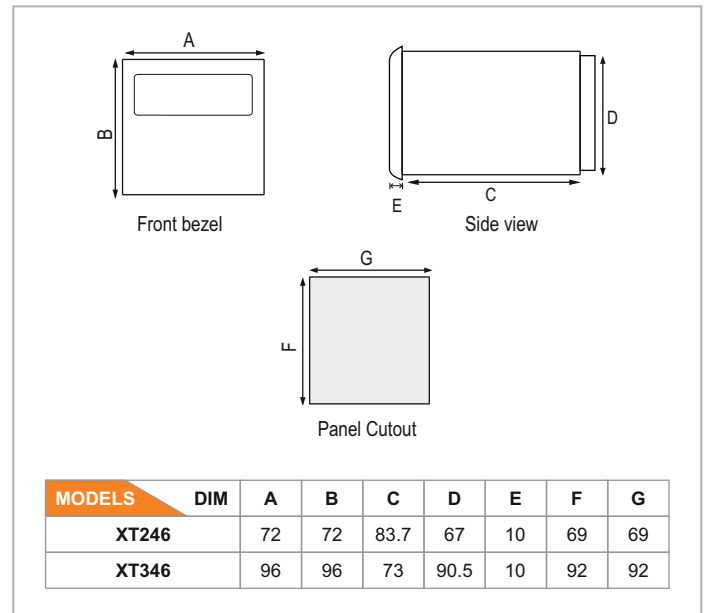 A
B
Front bezel
D
C
E
Side view
G
F
Panel Cutout
MODELS DIM A B C D E F G
XT246 72 72 83.7 67 10 69 69
XT346 96 96 73 90.5 10 92 92